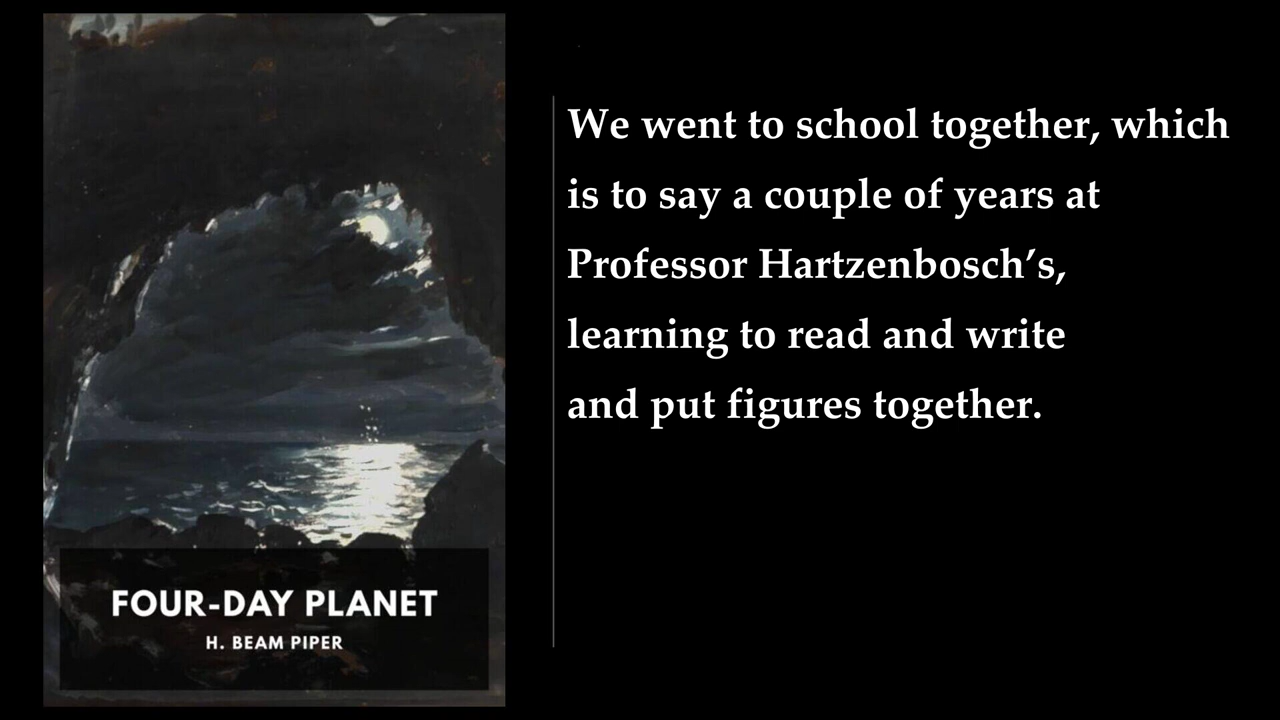 We went to school together, which
is to say a couple of years at
Professor Hartzenbosch’s,
learning to read and write
and put figures together.
FOUR-DAY PLANET
H. BEAM PIPER